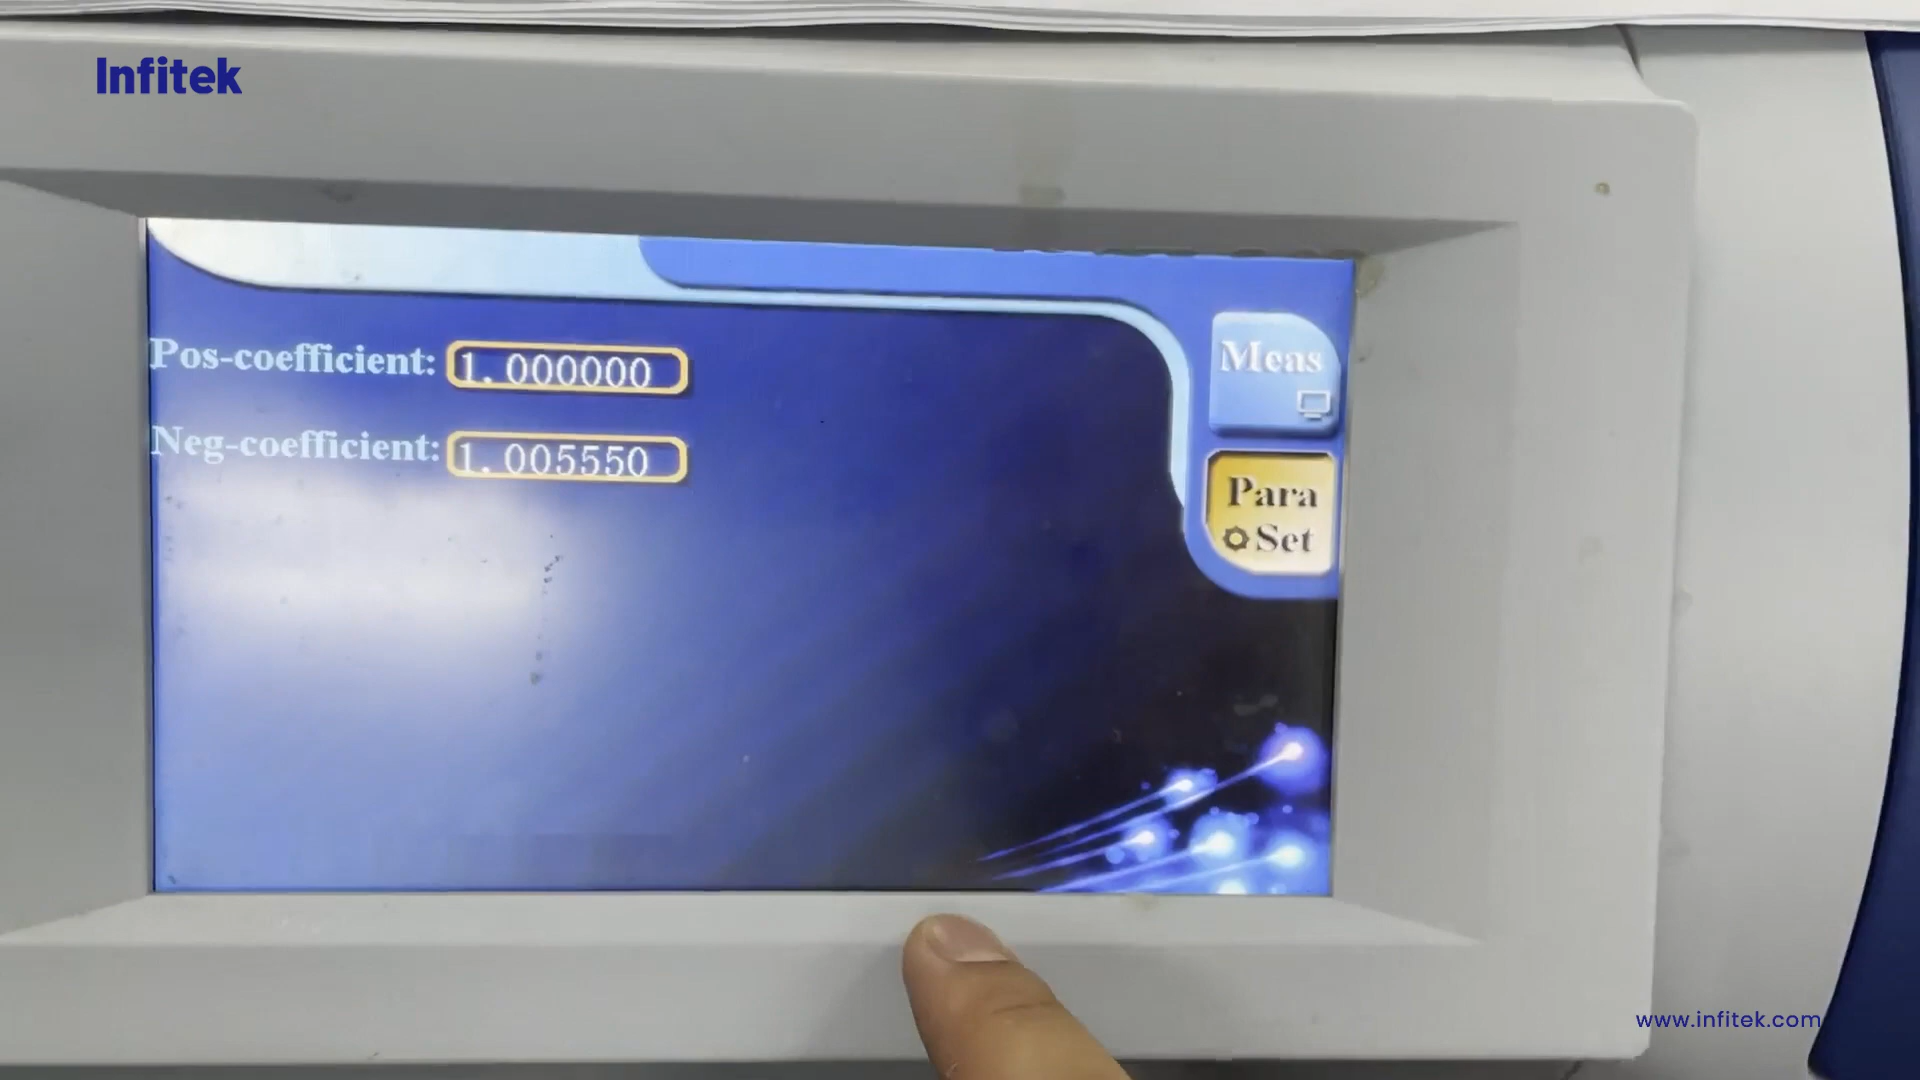 Infitek
Pos-coefficient: 1.000000
Meas
Neg-coefficient: 1.005550
Para
Set
www.infitek.com